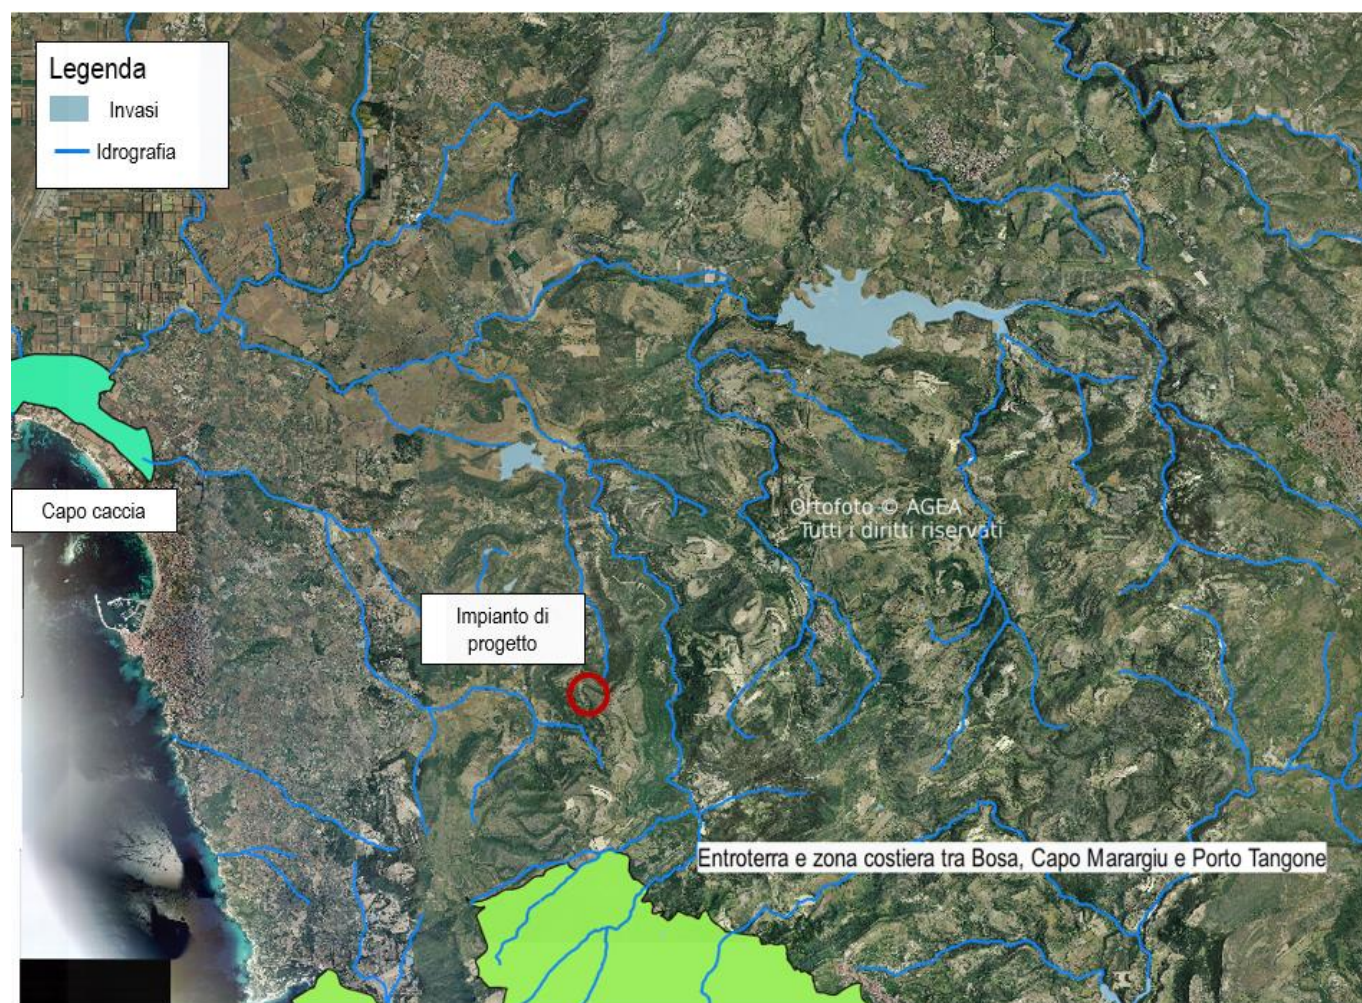 Legenda
Invasi
Idrografia
Capo caccia
Ortofoto © AGEA
Tutti i diritti riservati
Impianto di
progetto
Entroterra e zona costiera tra Bosa, Capo Marargiu e Porto Tangone